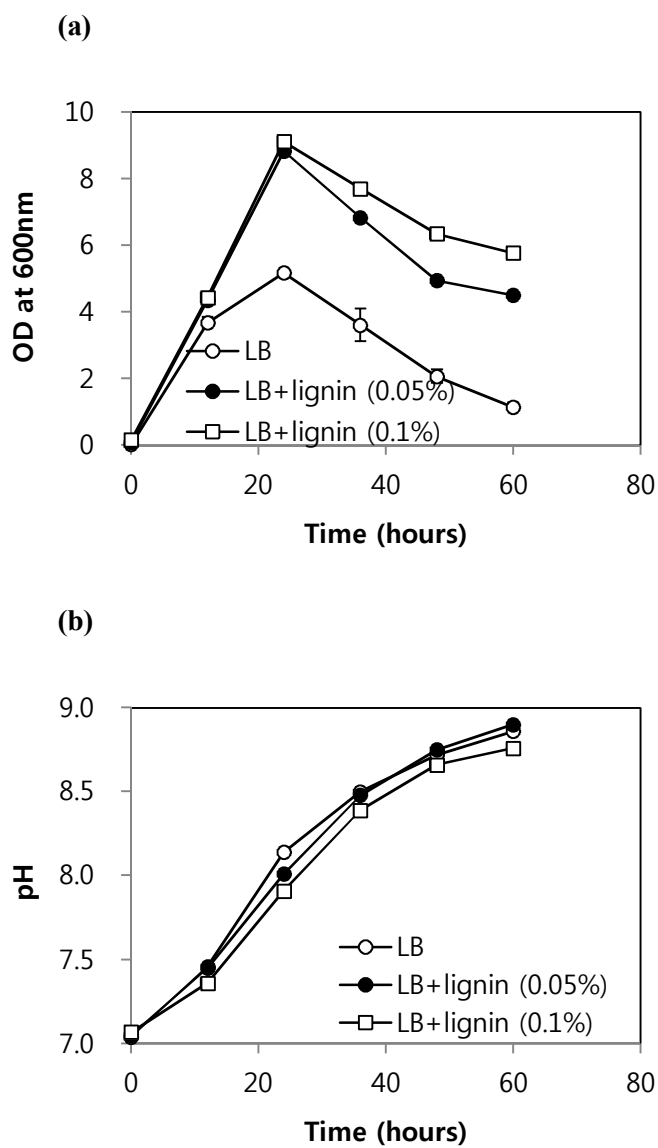 (a)
10
8
6
4
2
0
OD at 600nm
LB
LB+lignin (0.05%)
LB+lignin (0.1%)
0 20 40 60 80
Time (hours)
(b)
9.0
8.5
8.0
7.5
7.0
pH
LB
LB+lignin (0.05%)
LB+lignin (0.1%)
0 20 40 60 80
Time (hours)